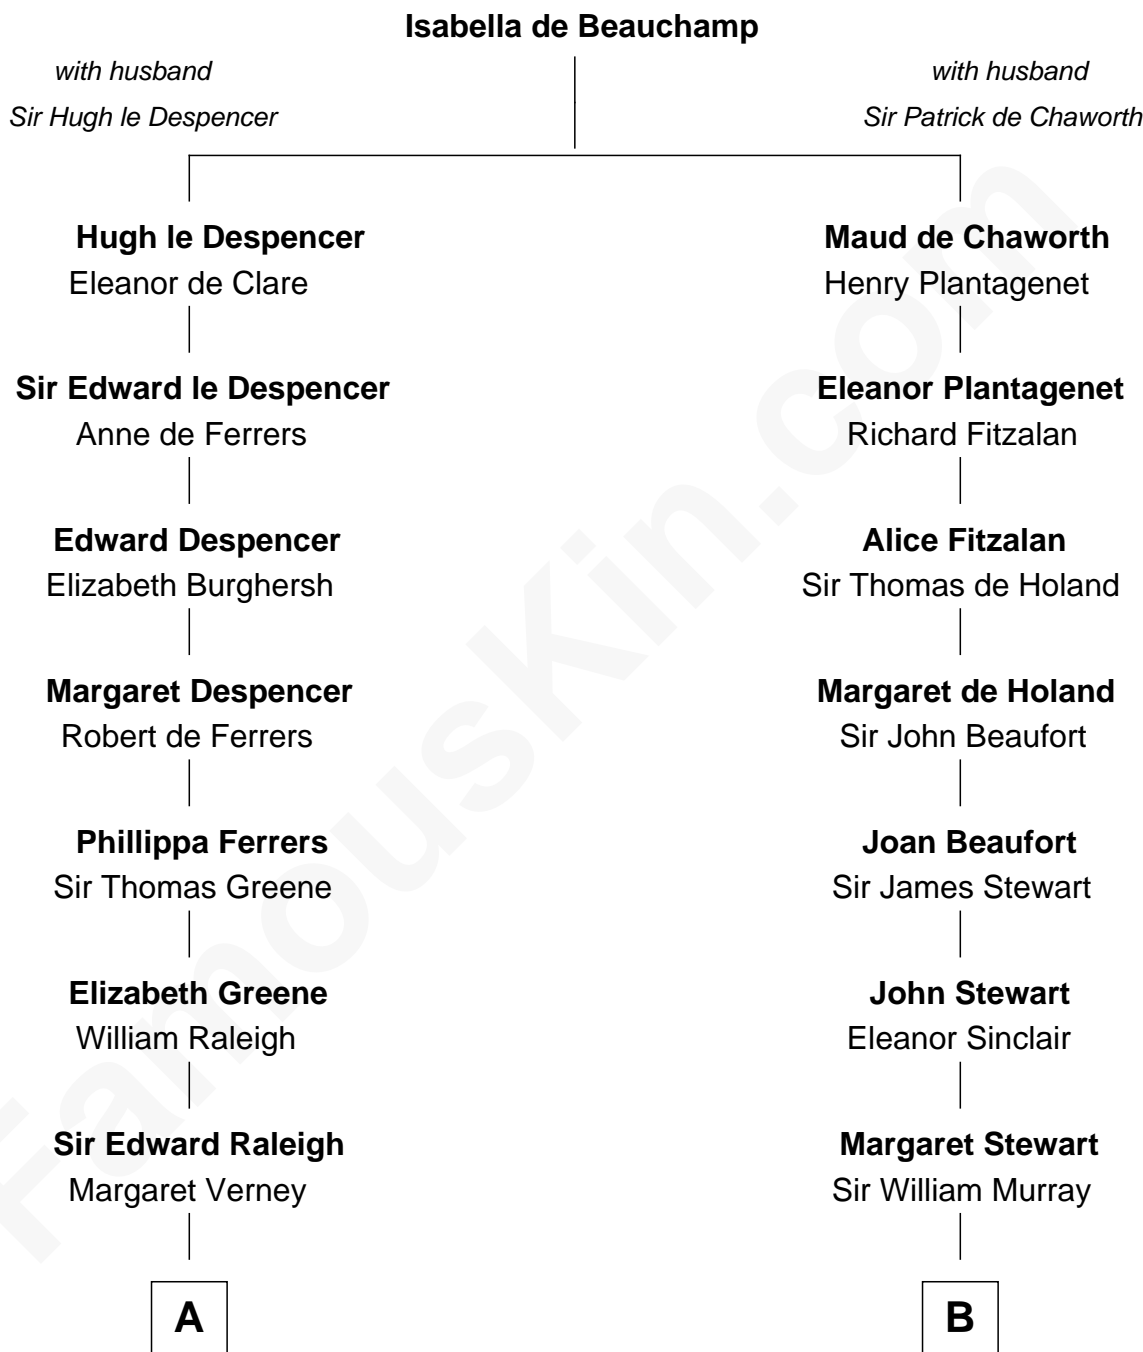 Isabella de Beauchamp
with husband
Sir Hugh le Despencer
with husband
Sir Patrick de Chaworth
Hugh le Despencer
Eleanor de Clare
Maud de Chaworth
Henry Plantagenet
Sir Edward le Despencer
Anne de Ferrers
Eleanor Plantagenet
Richard Fitzalan
Edward Despencer
Elizabeth Burghersh
Alice Fitzalan
Sir Thomas de Holand
Margaret Despencer
Robert de Ferrers
Margaret de Holand
Sir John Beaufort
Phillippa Ferrers
Sir Thomas Greene
Joan Beaufort
Sir James Stewart
Elizabeth Greene
William Raleigh
John Stewart
Eleanor Sinclair
Sir Edward Raleigh
Margaret Verney
Margaret Stewart
Sir William Murray
A
B
FamousKin.com